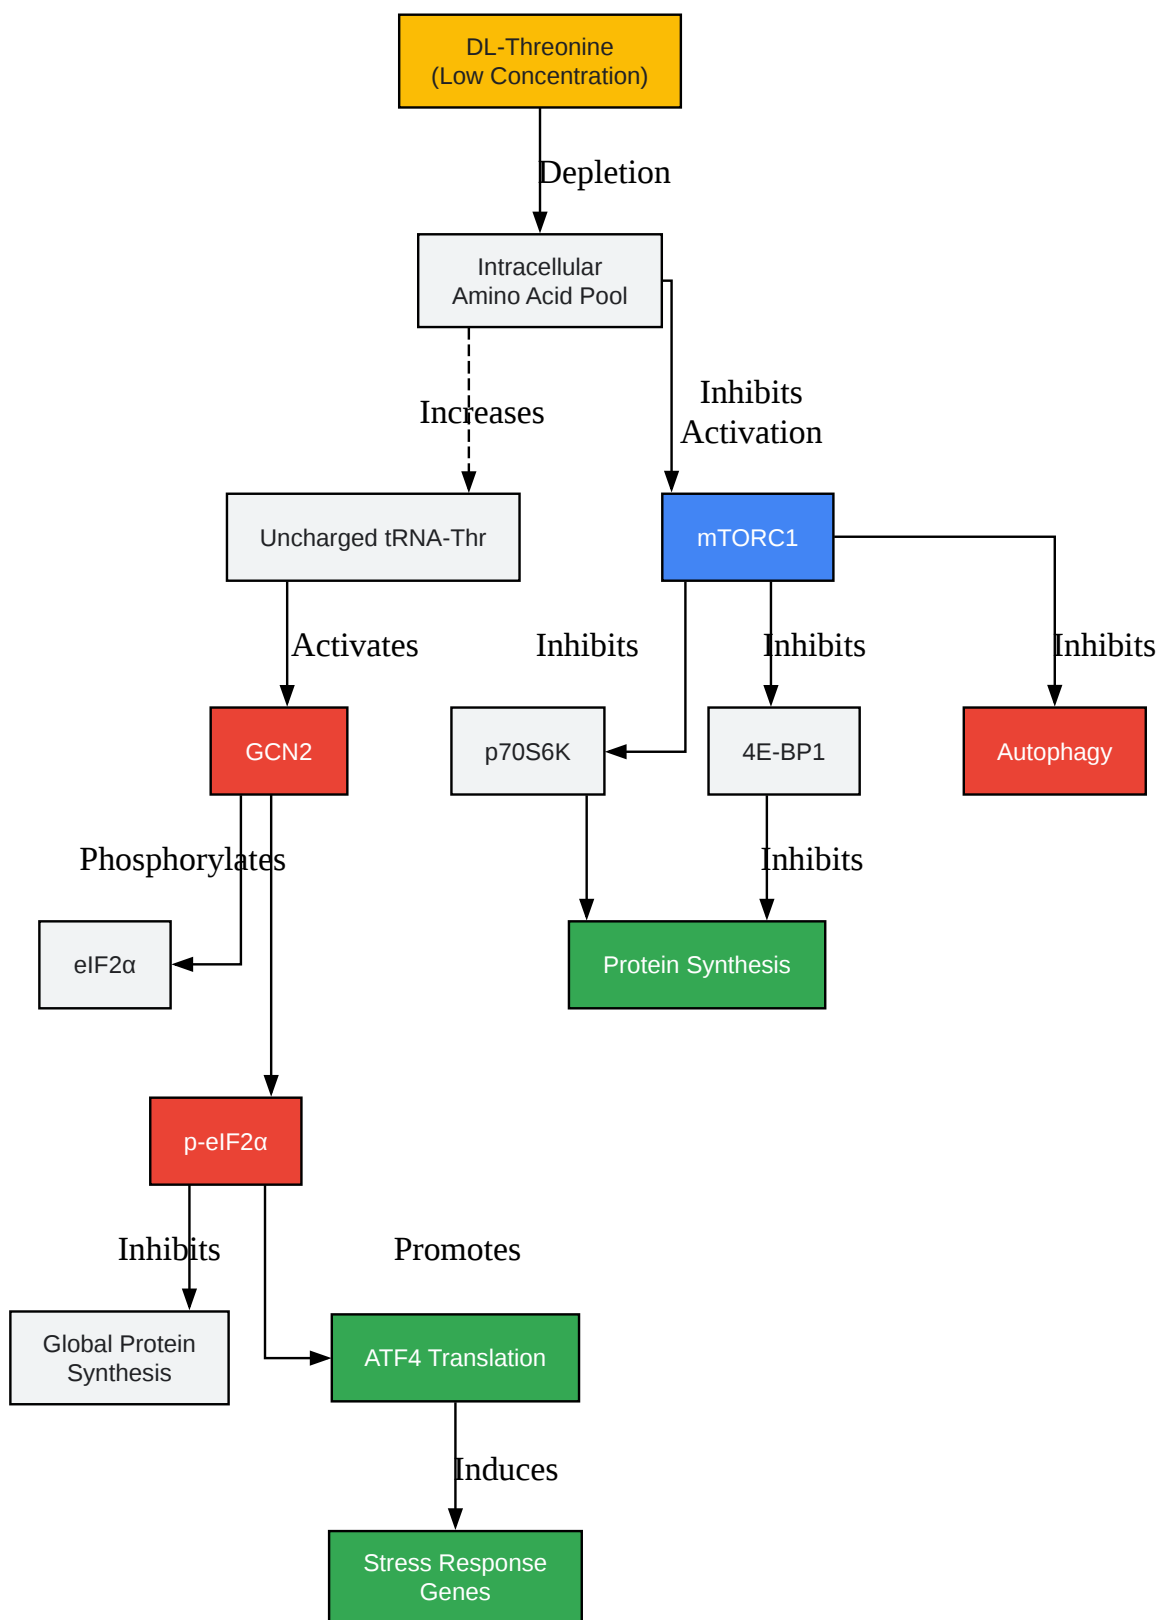 DL-Threonine
(Low Concentration)
Depletion
Intracellular
Amino Acid Pool
Increases
Inhibits
Activation
Uncharged tRNA-Thr
mTORC1
Activates
Inhibits
Inhibits
Inhibits
GCN2
p70S6K
4E-BP1
Autophagy
Phosphorylates
Inhibits
eIF2α
Protein Synthesis
p-eIF2α
Inhibits
Promotes
Global Protein
Synthesis
ATF4 Translation
Induces
Stress Response
Genes